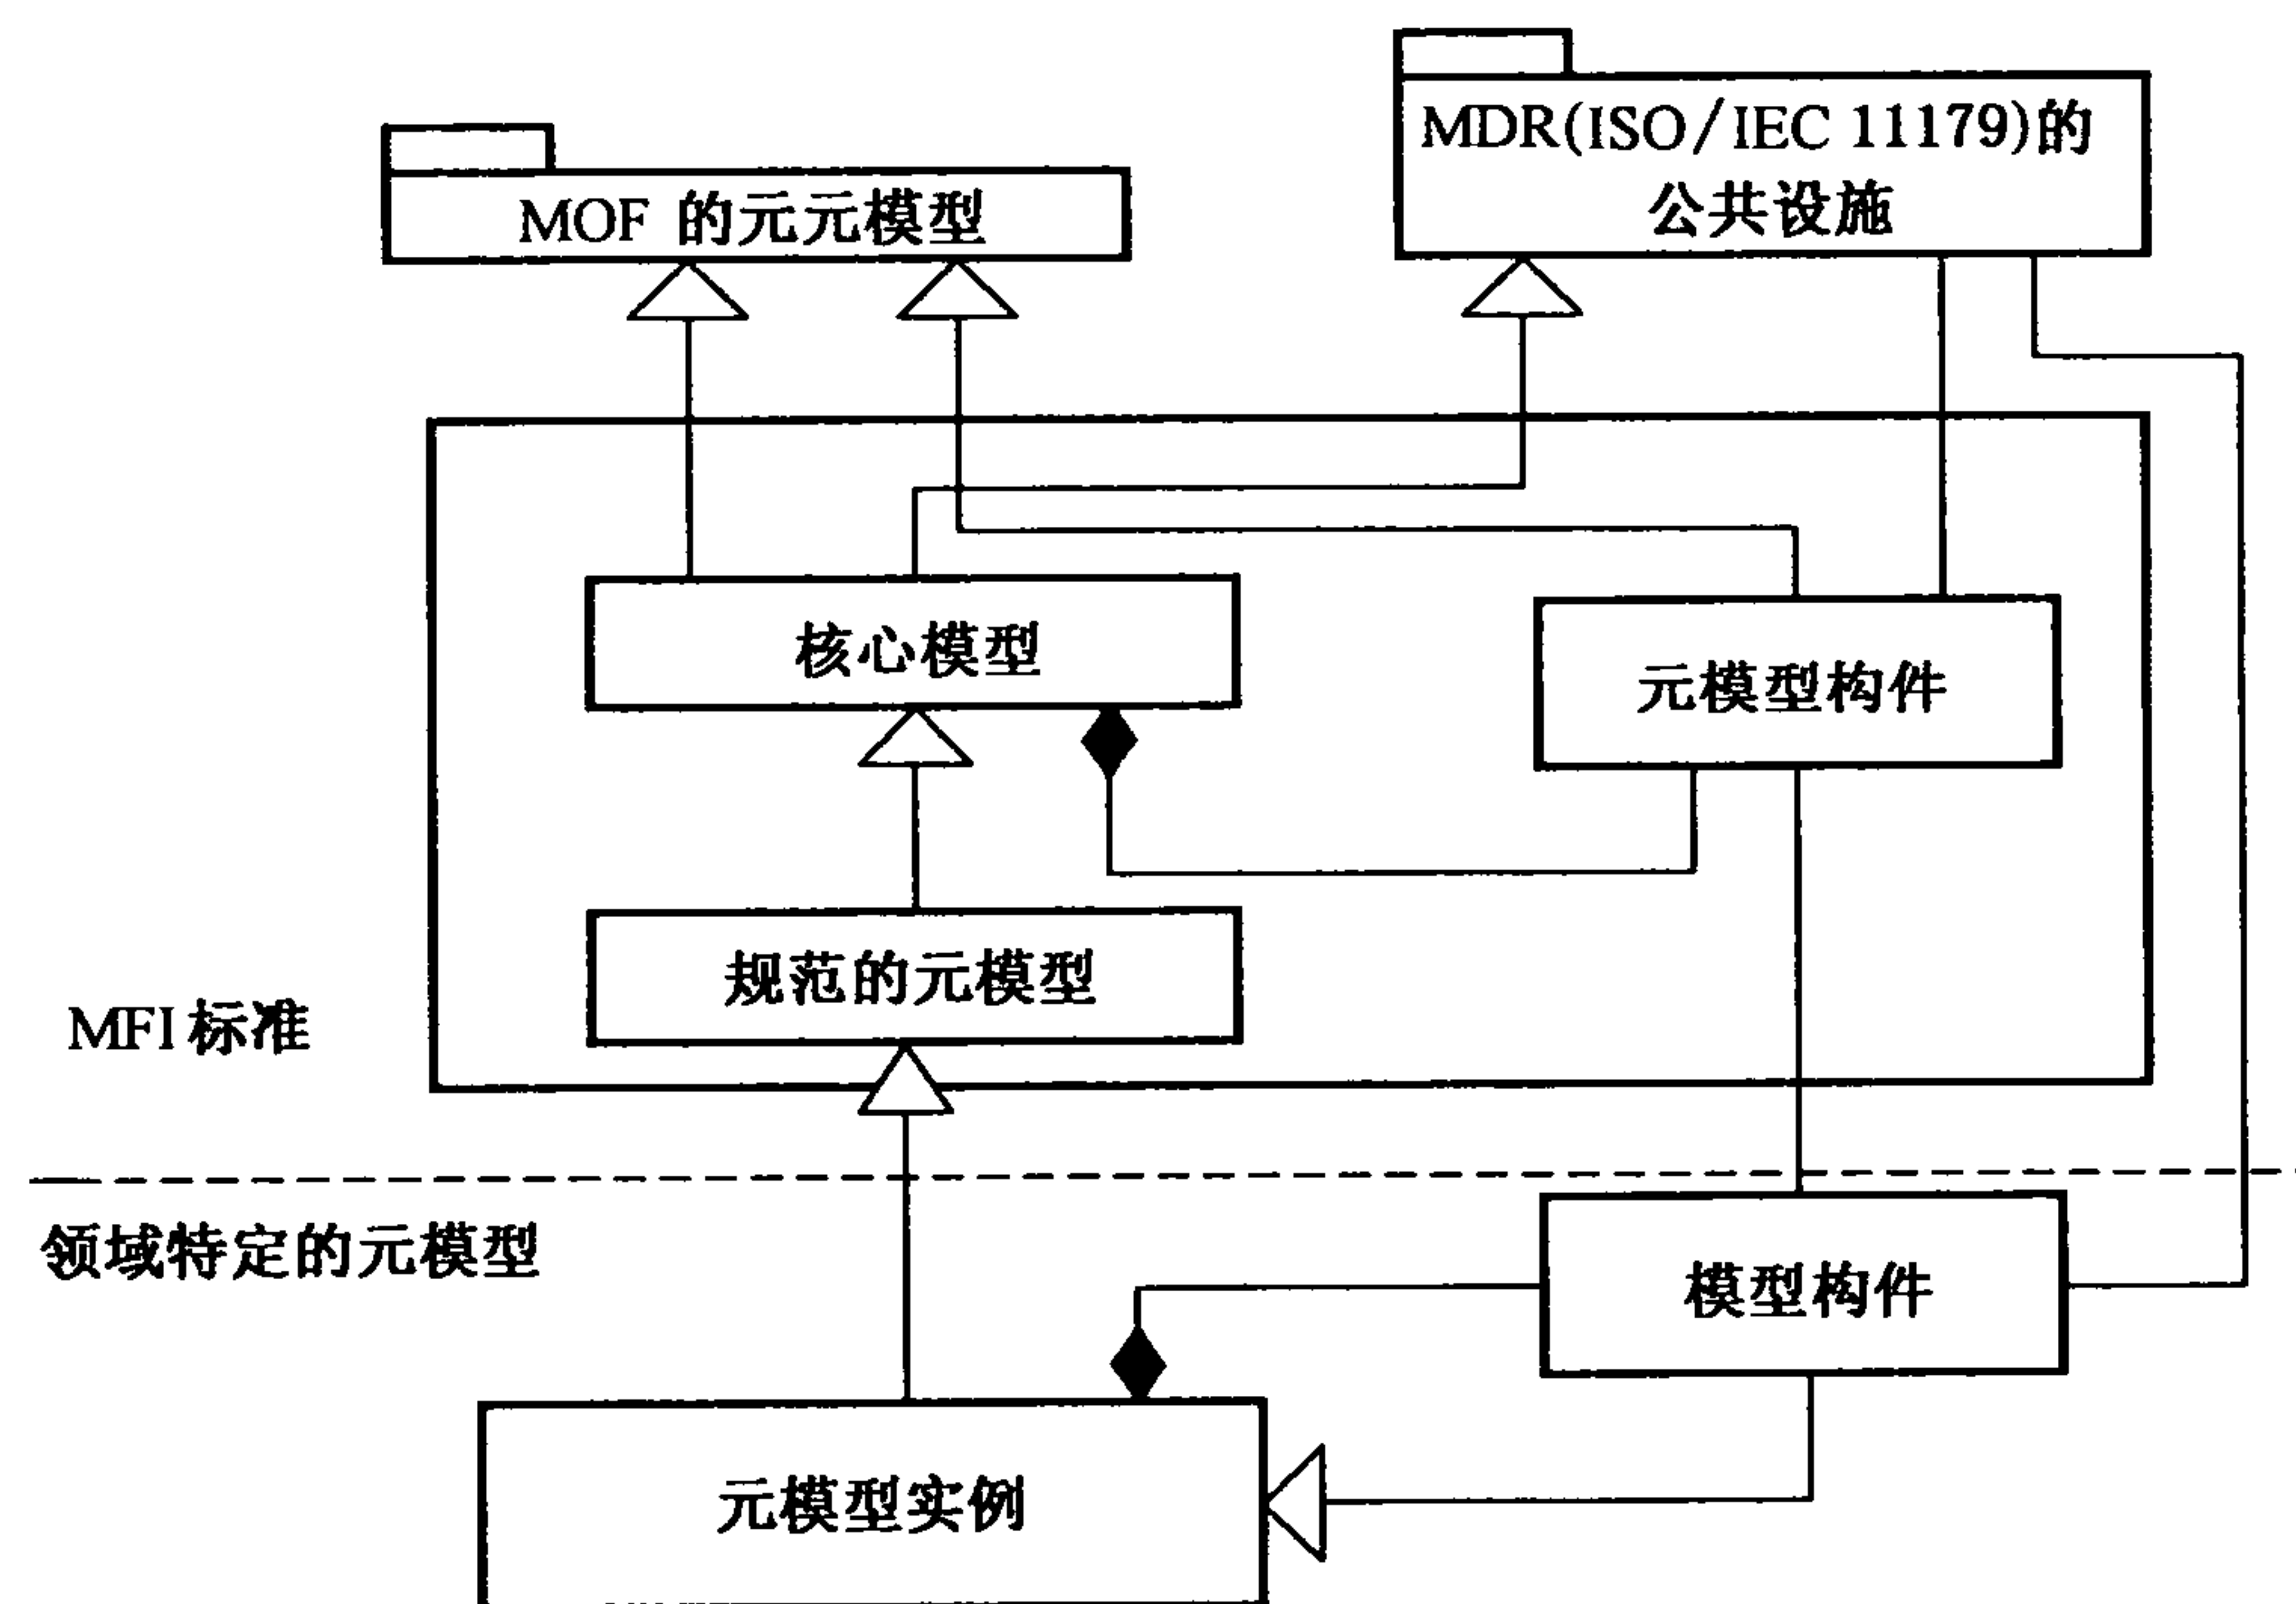 MDR(ISO/IEC 11179)的
公共设施
MOF 的元元模型
核心模型
元模型构件
规范的元模型
MFI 标准
领域特定的元模型
模型构件
元模型实例